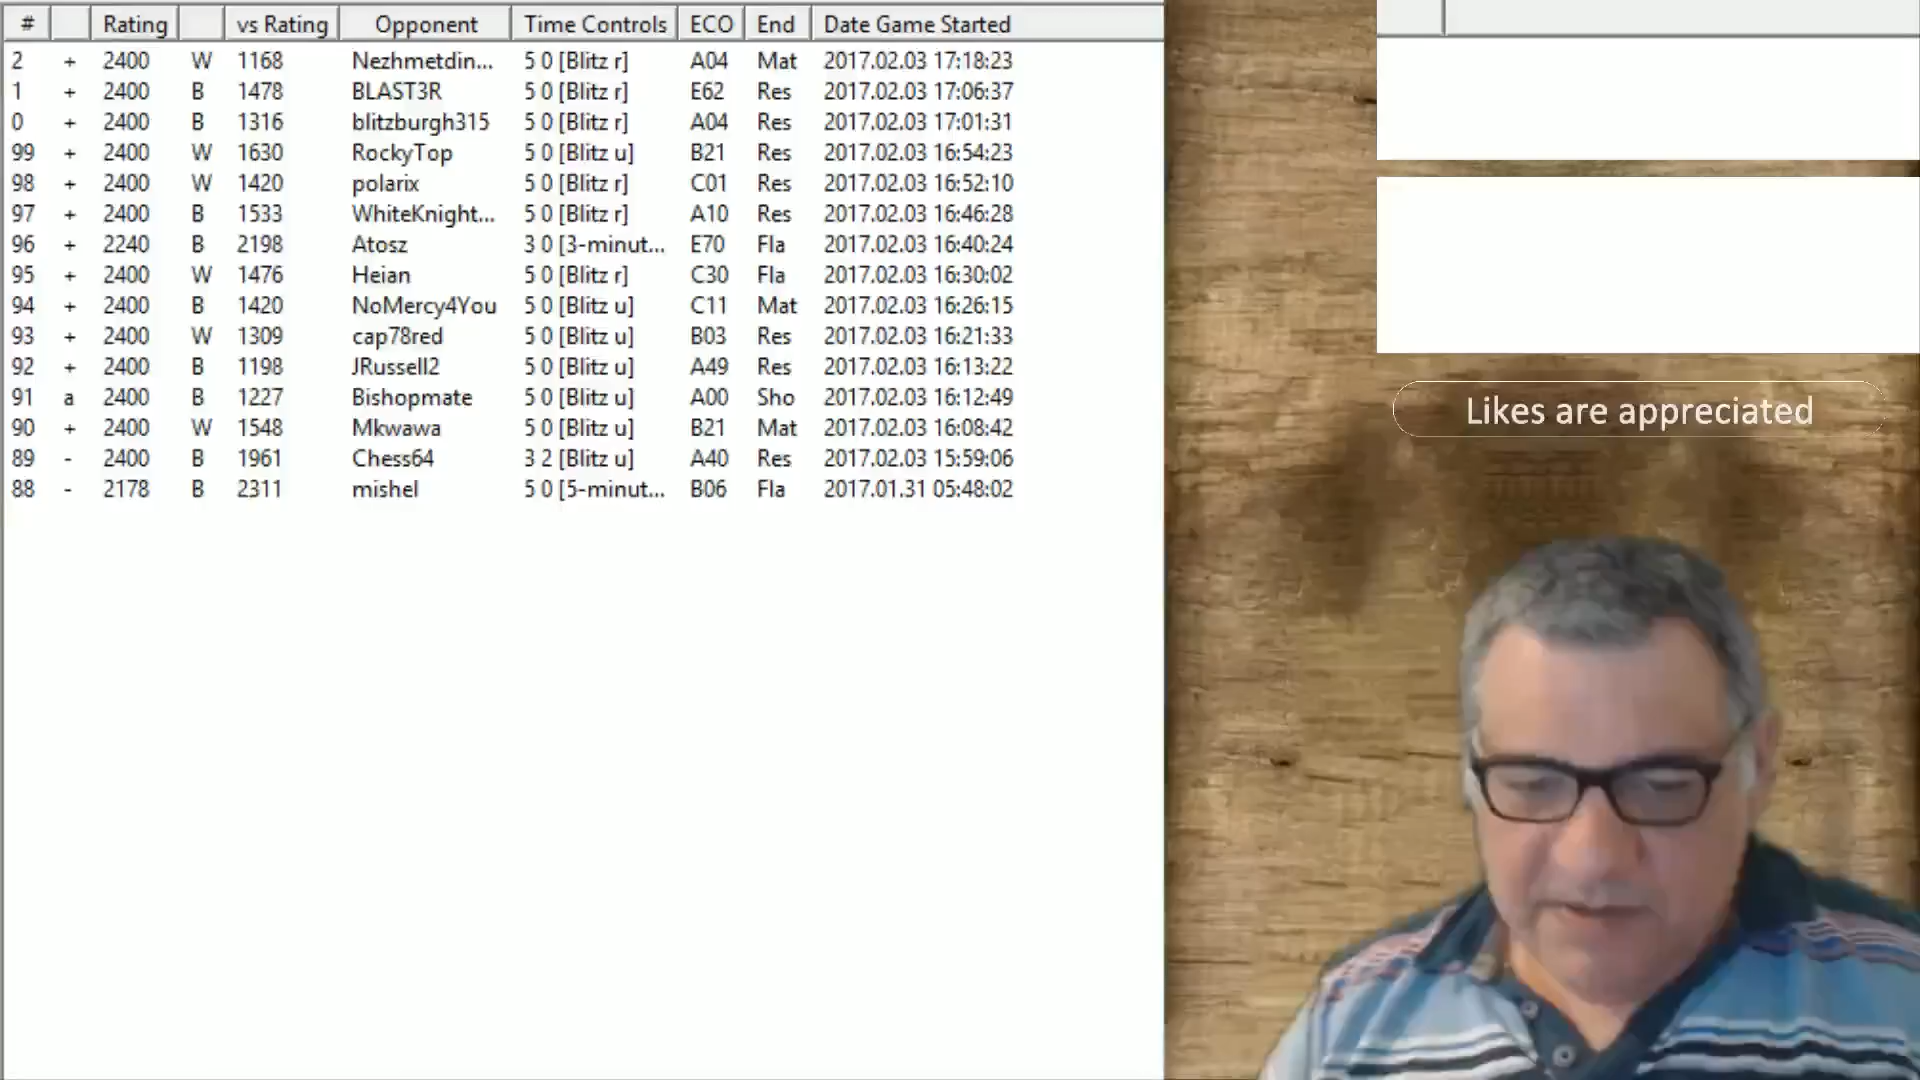 # Rating vs Rating Opponent Time Controls ECO End Date Game Started
2 + 2400 W 1168 Nezhmetdin... 5 0 [Blitz r] A04 Mat 2017.02.03 17:18:23
1 + 2400 B 1478 BLAST3R 5 0 [Blitz r] E62 Res 2017.02.03 17:06:37
0 + 2400 B 1316 blitzburgh315 5 0 [Blitz r] A04 Res 2017.02.03 17:01:31
99 + 2400 W 1630 RockyTop 5 0 [Blitz u] B21 Res 2017.02.03 16:54:23
98 + 2400 W 1420 polarix 5 0 [Blitz r] C01 Res 2017.02.03 16:52:10
97 + 2400 B 1533 WhiteKnight... 5 0 [Blitz r] A10 Res 2017.02.03 16:46:28
96 + 2240 B 2198 Atosz 3 0 [3-minut... E70 Fla 2017.02.03 16:40:24
95 + 2400 W 1476 Heian 5 0 [Blitz r] C30 Fla 2017.02.03 16:30:02
94 + 2400 B 1420 NoMercy4You 5 0 [Blitz u] C11 Mat 2017.02.03 16:26:15
93 + 2400 W 1309 cap78red 5 0 [Blitz u] B03 Res 2017.02.03 16:21:33
92 + 2400 B 1198 JRussell2 5 0 [Blitz u] A49 Res 2017.02.03 16:13:22
91 a 2400 B 1227 Bishopmate 5 0 [Blitz u] A00 Sho 2017.02.03 16:12:49
90 + 2400 W 1548 Mkwawa 5 0 [Blitz u] B21 Mat 2017.02.03 16:08:42
89 - 2400 B 1961 Chess64 3 2 [Blitz u] A40 Res 2017.02.03 15:59:06
88 - 2178 B 2311 mishel 5 0 [5-minut... B06 Fla 2017.01.31 05:48:02
Likes are appreciated